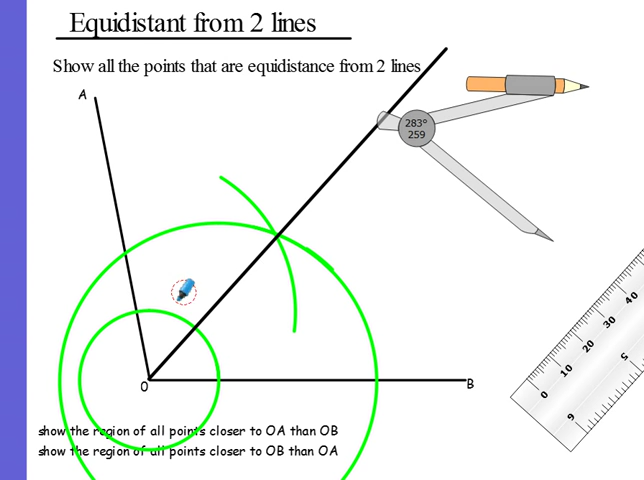 Equidistant from 2 lines
Show all the points that are equidistance from 2 lines
A
283°
259
40
30
20
10
0
5
6
O
B
show the region of all points closer to OA than OB
show the region of all points closer to OB than OA